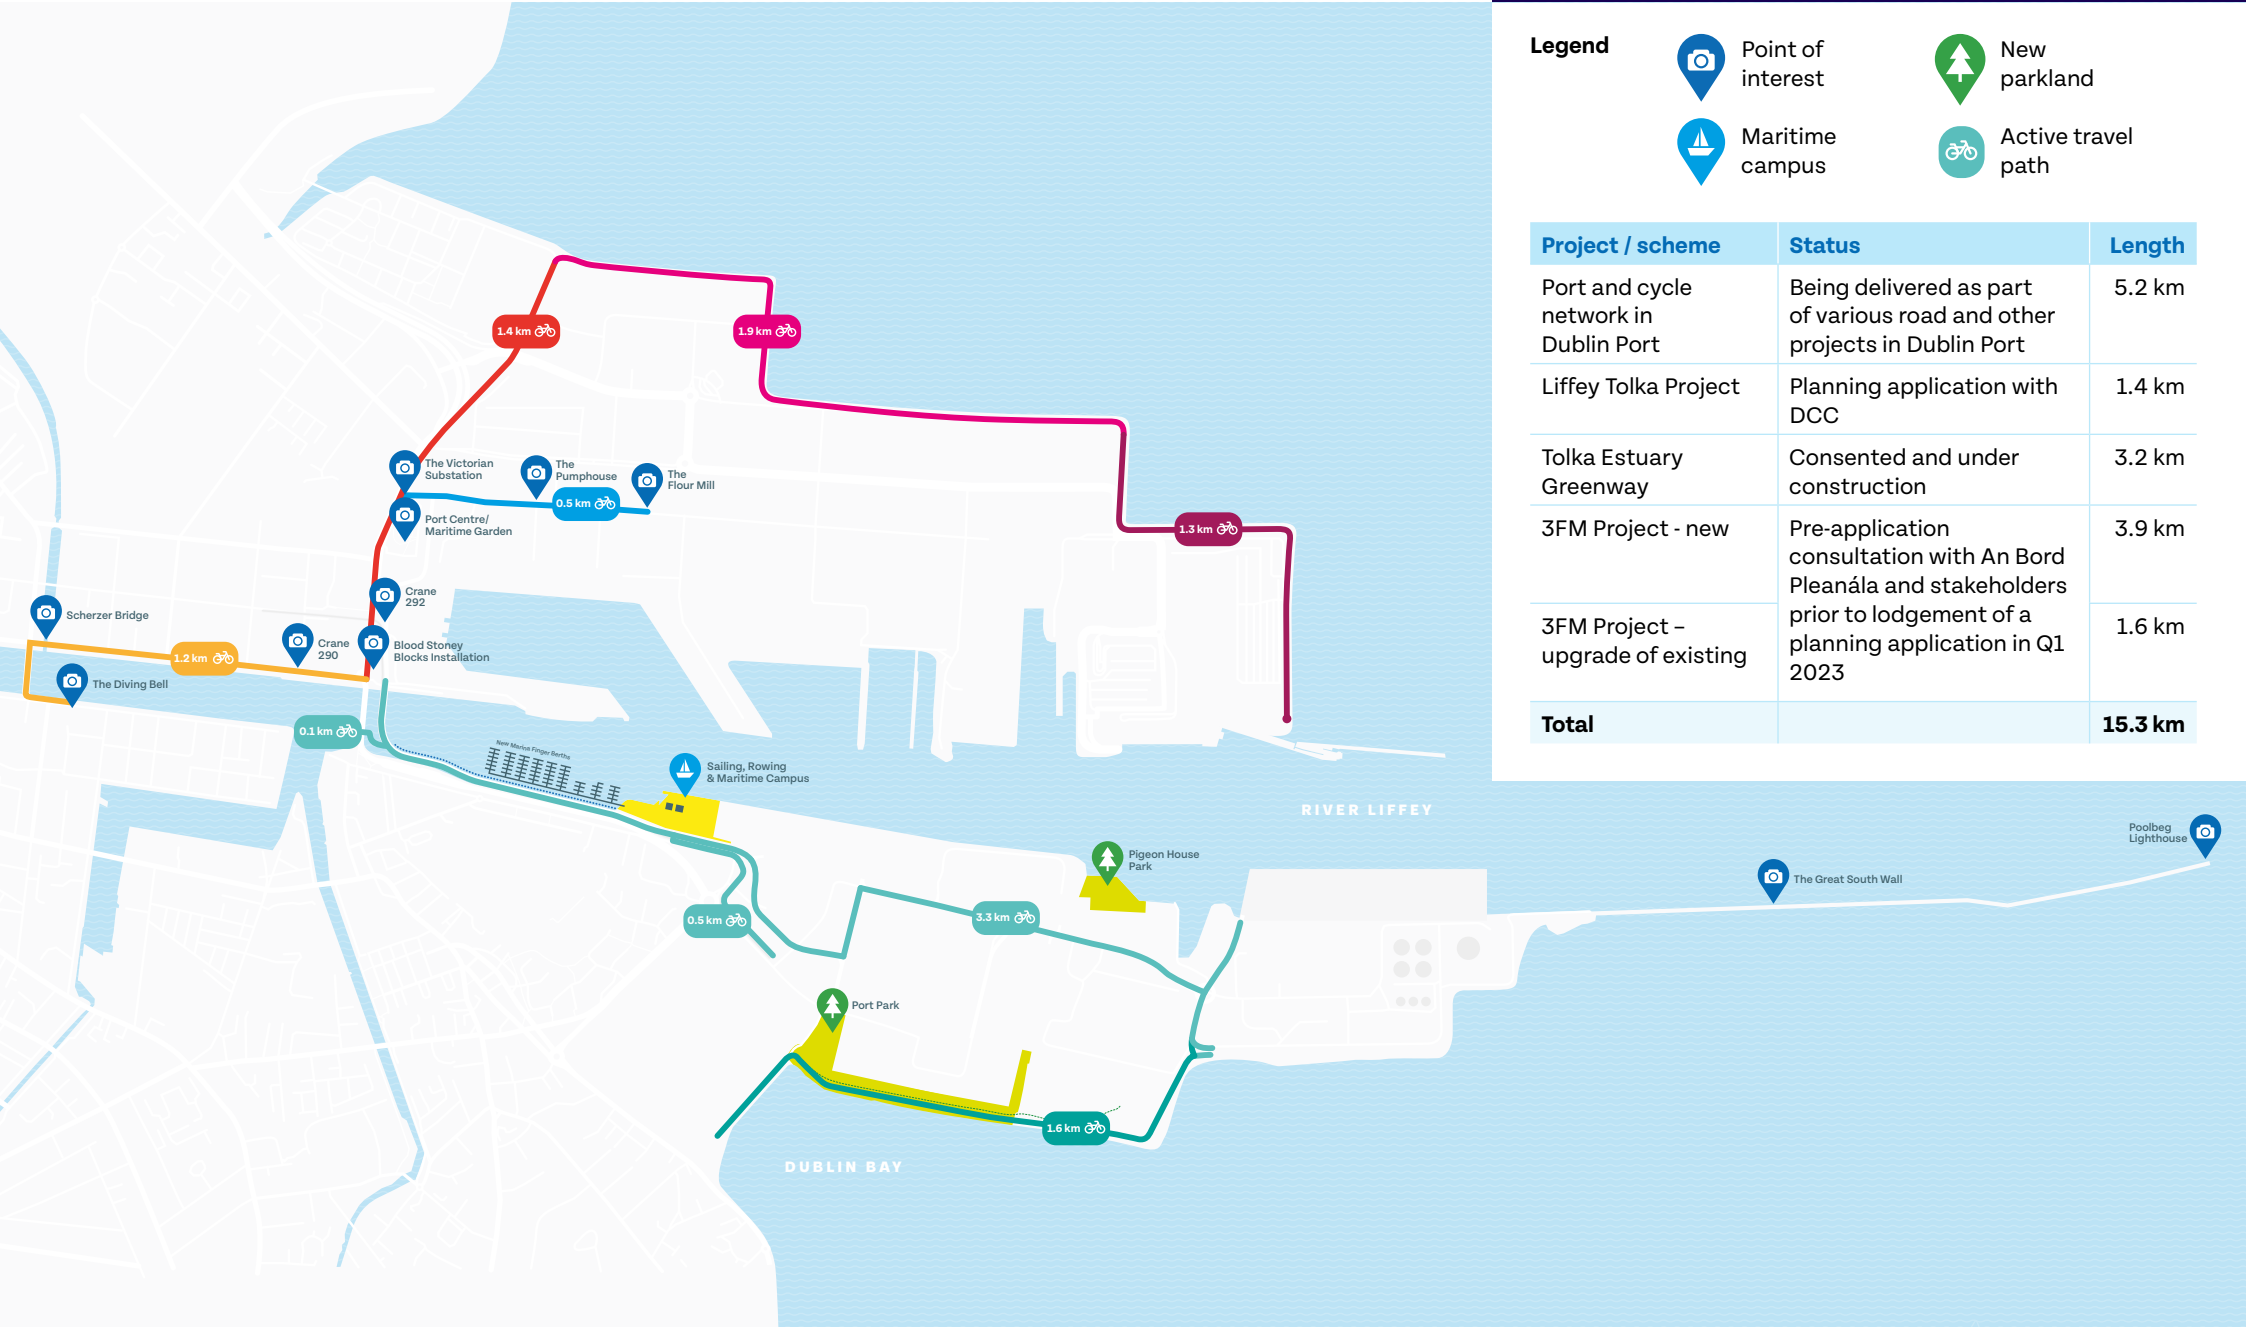 Legend
Point of
interest
New
parkland
Maritime
campus
Active travel
path
Project / scheme
Status
Length
Port and cycle
network in
Dublin Port
Being delivered as part
of various road and other
projects in Dublin Port
5.2 km
Liffey Tolka Project
Planning application with
DCC
1.4 km
Tolka Estuary
Greenway
Consented and under
construction
3.2 km
3FM Project - new
Pre-application
consultation with An Bord
Pleanála and stakeholders
prior to lodgement of a
planning application in Q1
2023
3.9 km
3FM Project –
upgrade of existing
1.6 km
Total
15.3 km
1.4 km
1.9 km
The Victorian
Substation
The
Pumphouse
The
Flour Mill
0.5 km
Port Centre/
Maritime Garden
1.3 km
Crane
292
Scherzer Bridge
1.2 km
Crane
290
Blood Stoney
Blocks Installation
The Diving Bell
0.1 km
New Marina Finger Berths
Sailing, Rowing
& Maritime Campus
RIVER LIFFEY
Poolbeg
Lighthouse
Pigeon House
Park
The Great South Wall
0.5 km
3.3 km
Port Park
1.6 km
DUBLIN BAY